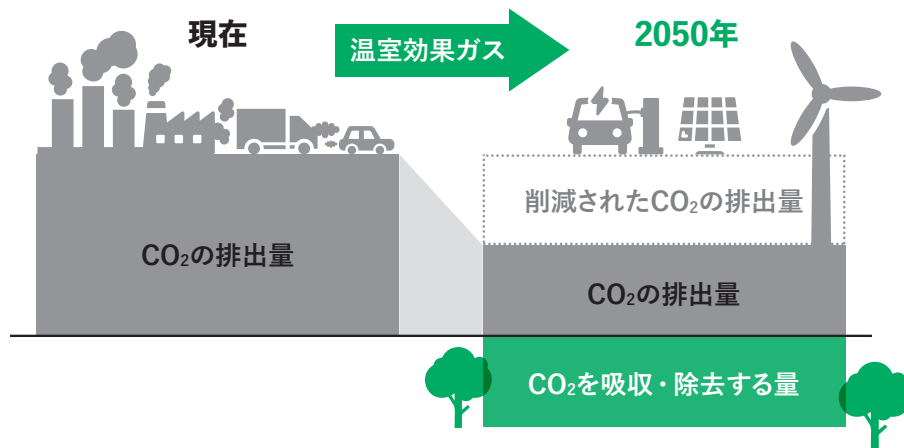 現在
温室効果ガス
2050年
削減されたCO₂の排出量
CO₂の排出量
CO₂の排出量
CO₂を吸収・除去する量